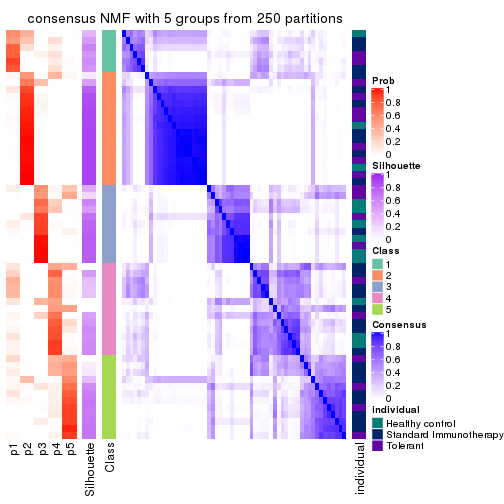 consensus NMF with 5 groups from 250 partitions
Prob
1
0.8
0.6
0.4
0.2
0
Silhouette
1
0.8
0.6
0.4
0.2
0
Class
1
2
3
4
5
Consensus
1
0.8
0.6
0.4
0.2
0
individual
Healthy control
Standard Immunotherapy
Tolerant
p1
p2
p3
p4
p5
Silhouette
Class
individual